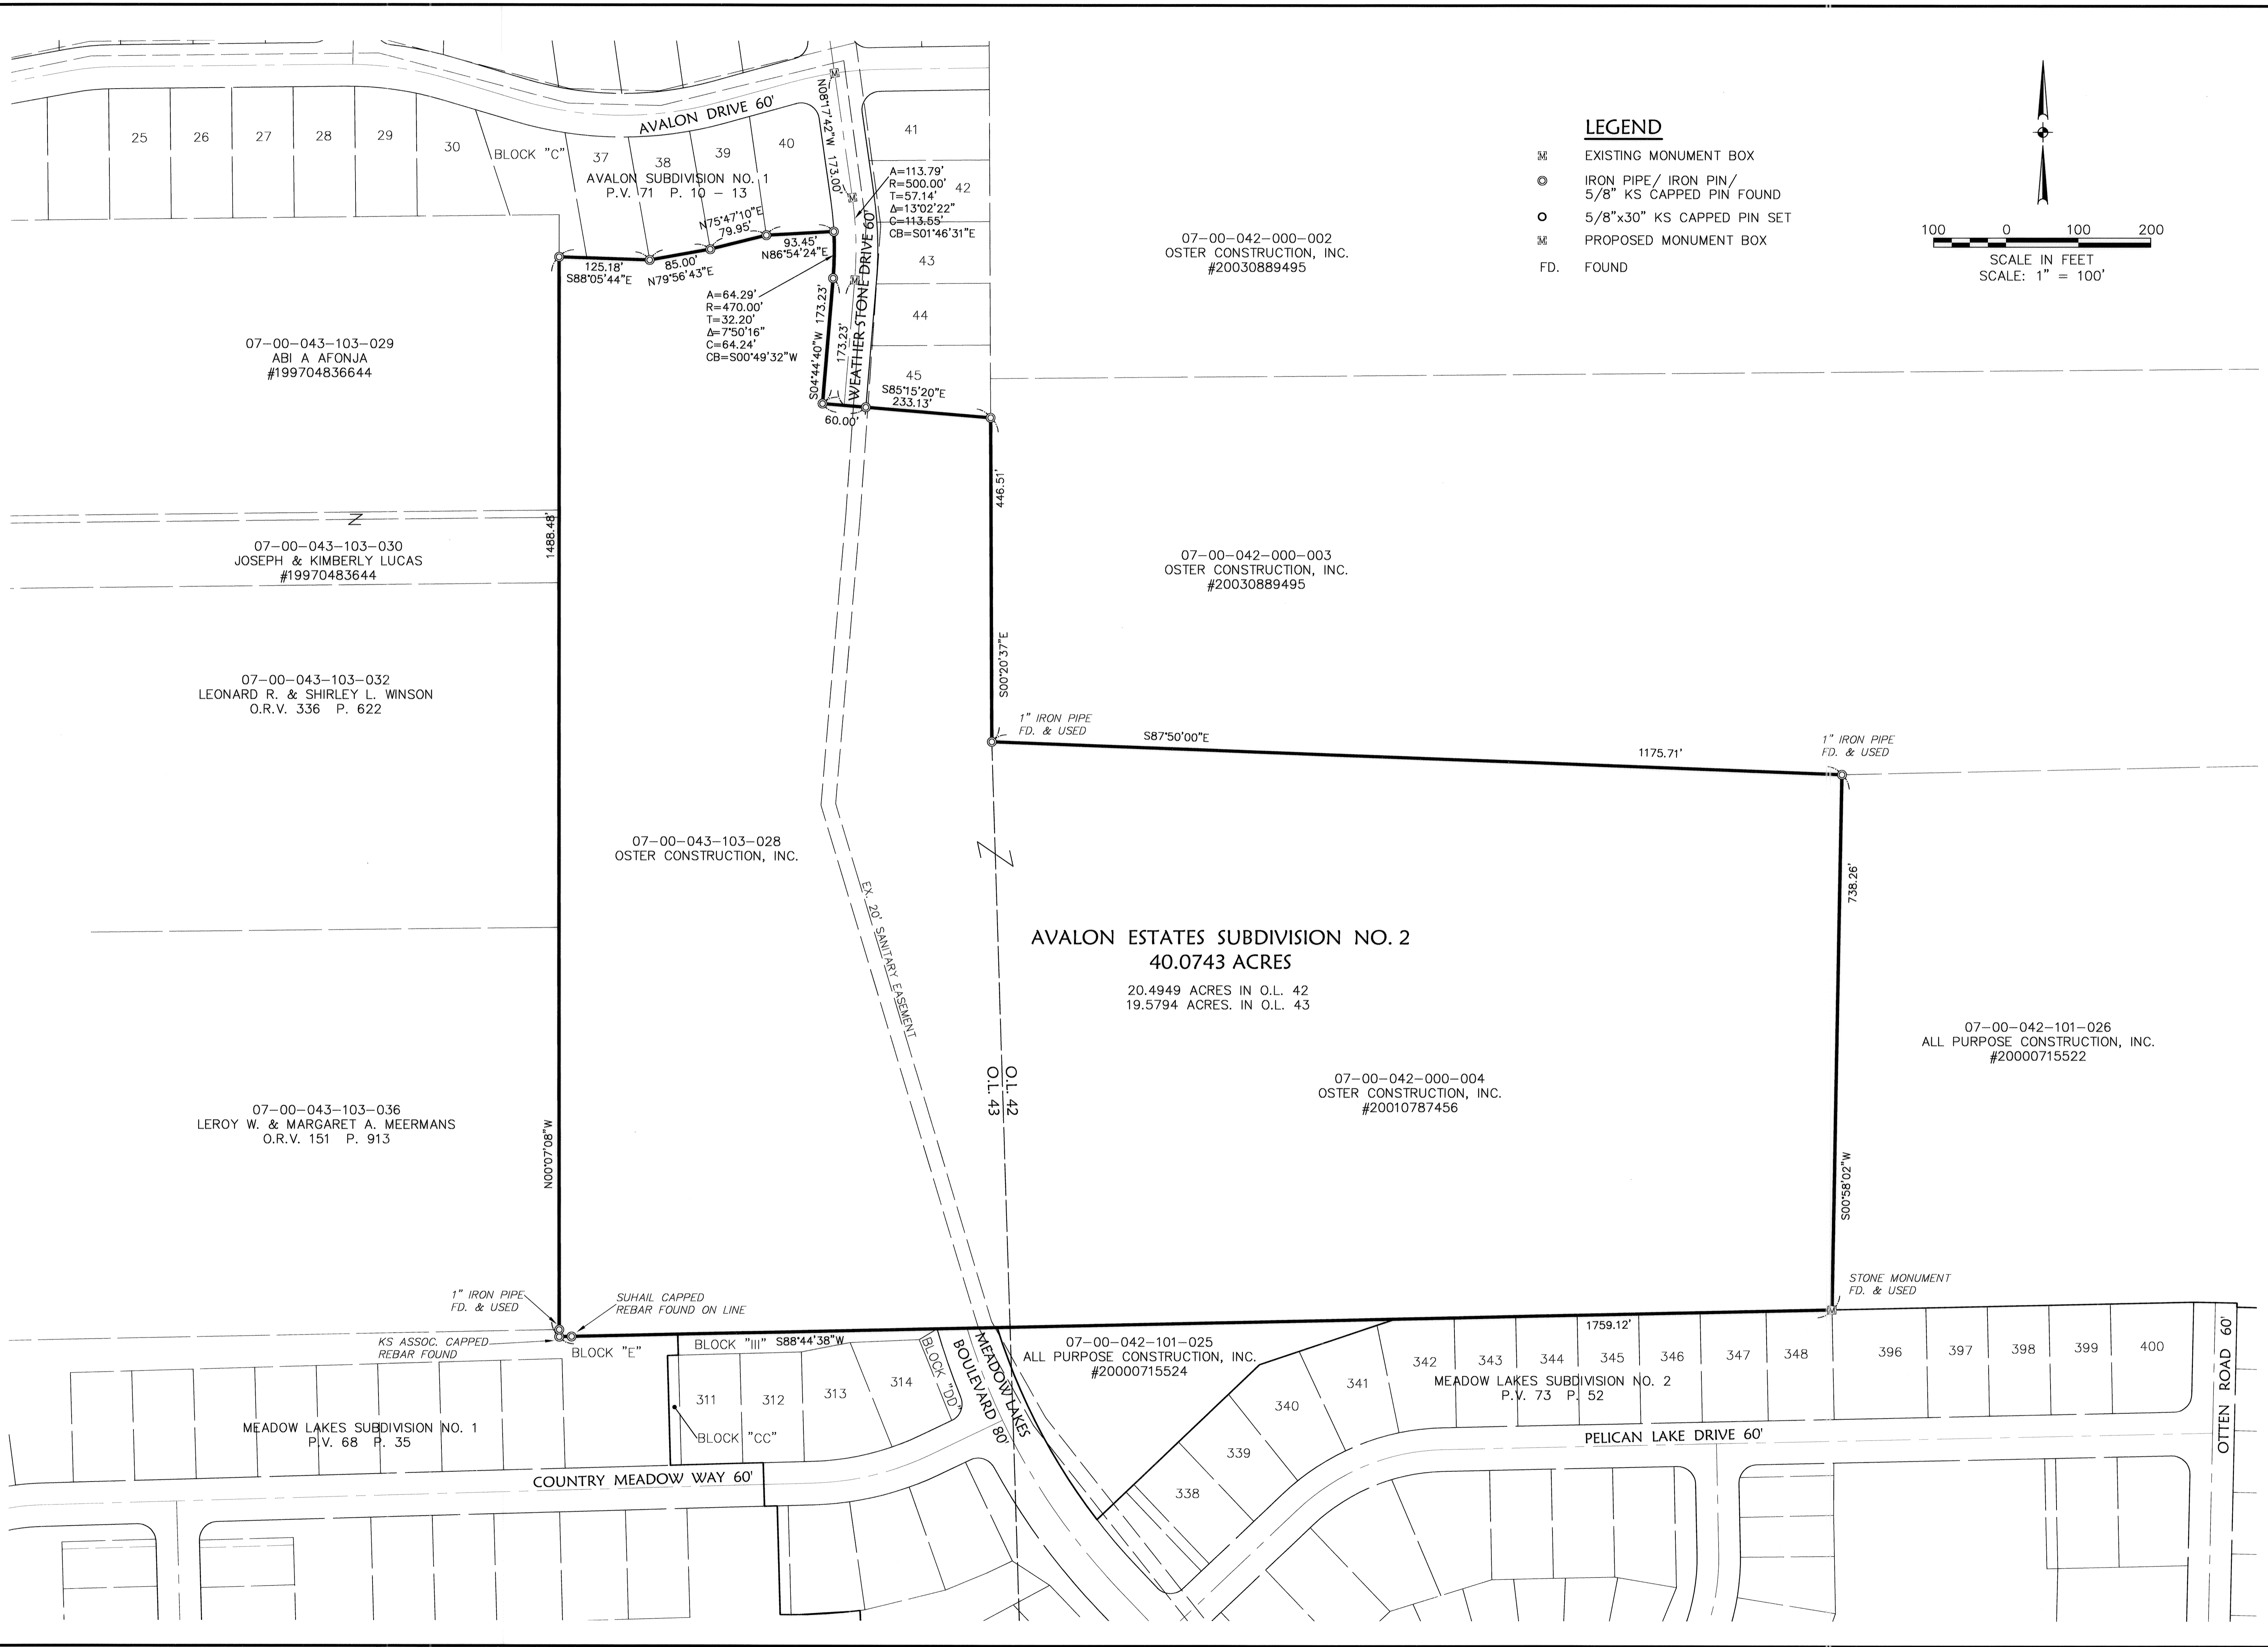 AVALON DRIVE 60'
25
26
27
28
29
30
BLOCK "C"
37
38
39
40
41
42
43
44
45
AVALON SUBDIVISION NO. 1
P.V. 71 P. 10 - 13
N08°17'42"W 173.00'
A=113.79'
R=500.00'
T=57.14'
Δ=13°02'22"
C=113.55'
CB=S01°46'31"E
WEATHER STONE DRIVE 60'
N75°47'10"E
79.95'
93.45'
N86°54'24"E
125.18'
S88°05'44"E
85.00'
N79°56'43"E
A=64.29'
R=470.00'
T=32.20'
Δ=7°50'16"
C=64.24'
CB=S00°49'32"W
S04°44'40"W 173.23'
173.23'
S85°15'20"E
233.13'
60.00'
LEGEND
EXISTING MONUMENT BOX
IRON PIPE/ IRON PIN/
5/8" KS CAPPED PIN FOUND
5/8"x30" KS CAPPED PIN SET
PROPOSED MONUMENT BOX
FD. FOUND
100 0 100 200
SCALE IN FEET
SCALE: 1" = 100'
07-00-042-000-002
OSTER CONSTRUCTION, INC.
#20030889495
07-00-043-103-029
ABI A AFONJA
#199704836644
07-00-043-103-030
JOSEPH & KIMBERLY LUCAS
#19970483644
1488.48'
446.51'
07-00-042-000-003
OSTER CONSTRUCTION, INC.
#20030889495
07-00-043-103-032
LEONARD R. & SHIRLEY L. WINSON
O.R.V. 336 P. 622
S00°20'37"E
1" IRON PIPE
FD. & USED
S87°50'00"E
1175.71'
1" IRON PIPE
FD. & USED
07-00-043-103-028
OSTER CONSTRUCTION, INC.
738.26'
EX. 20' SANITARY EASEMENT
AVALON ESTATES SUBDIVISION NO. 2
40.0743 ACRES
20.4949 ACRES IN O.L. 42
19.5794 ACRES. IN O.L. 43
07-00-042-101-026
ALL PURPOSE CONSTRUCTION, INC.
#20000715522
O.L. 42
O.L. 43
07-00-042-000-004
OSTER CONSTRUCTION, INC.
#20010787456
07-00-043-103-036
LEROY W. & MARGARET A. MEERMANS
O.R.V. 151 P. 913
N00°07'08"W
S00°58'02"W
1" IRON PIPE
FD. & USED
SUHAIL CAPPED
REBAR FOUND ON LINE
STONE MONUMENT
FD. & USED
KS ASSOC. CAPPED
REBAR FOUND
BLOCK "E"
BLOCK "III"
S88°44'38"W
1759.12'
BLOCK "DD"
MEADOW LAKES
BOULEVARD 80'
07-00-042-101-025
ALL PURPOSE CONSTRUCTION, INC.
#20000715524
311
312
313
314
BLOCK "CC"
338
339
340
341
342
343
344
345
346
347
348
396
397
398
399
400
MEADOW LAKES SUBDIVISION NO. 2
P.V. 73 P. 52
MEADOW LAKES SUBDIVISION NO. 1
P.V. 68 P. 35
COUNTRY MEADOW WAY 60'
PELICAN LAKE DRIVE 60'
OTTEN ROAD 60'